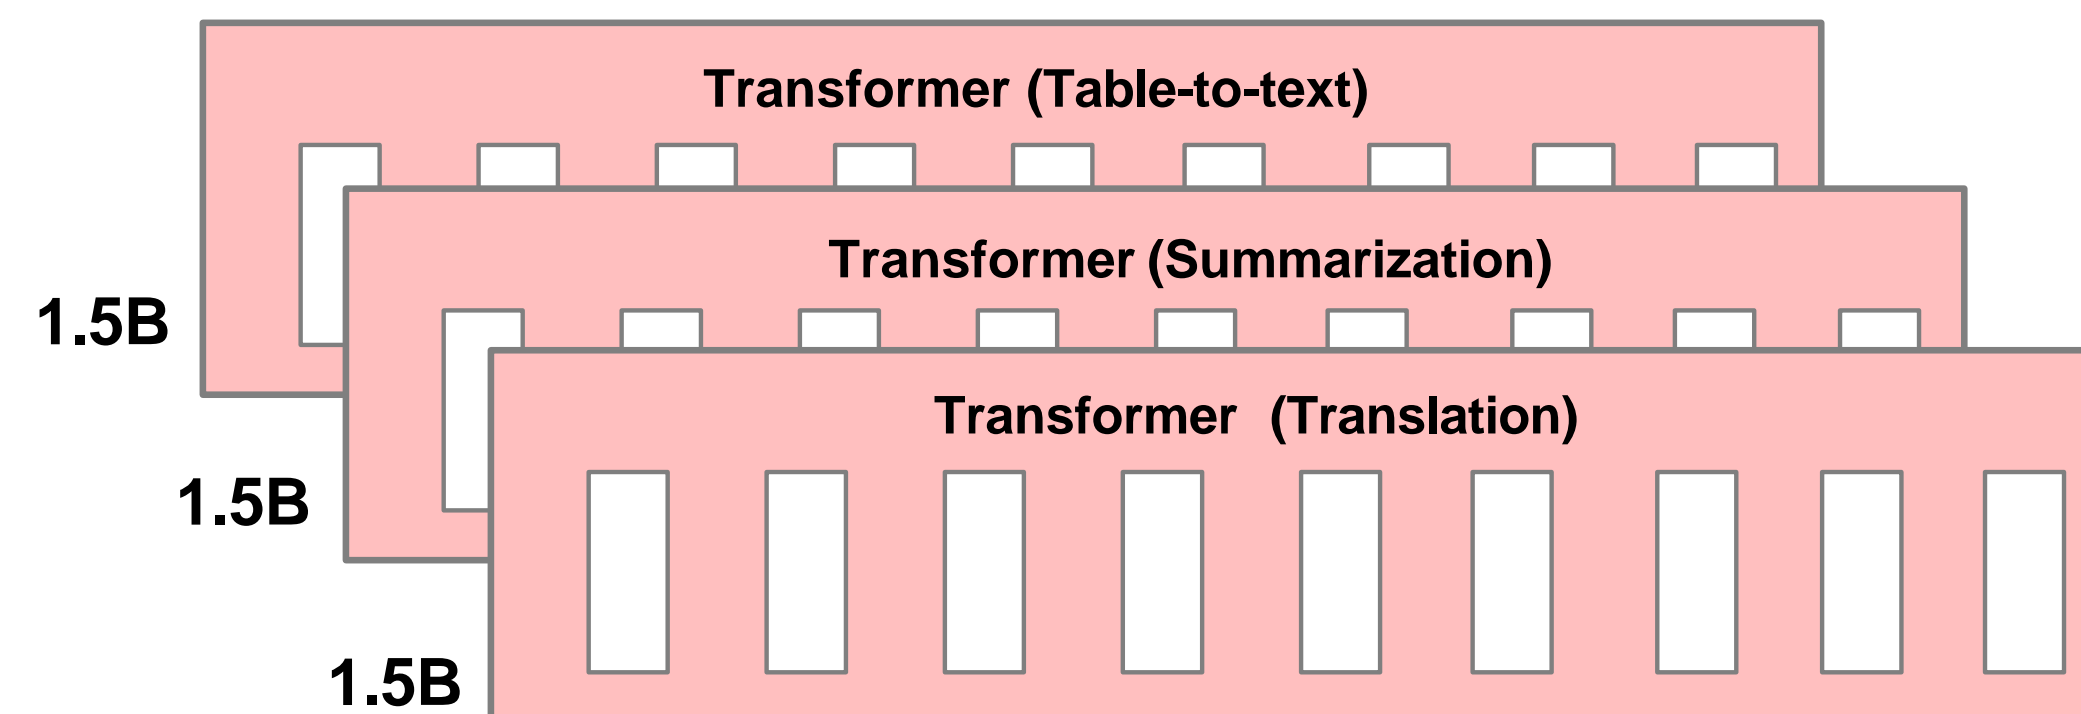 Transformer (Table-to-text)
Transformer (Summarization)
1.5B
Transformer (Translation)
1.5B
1.5B